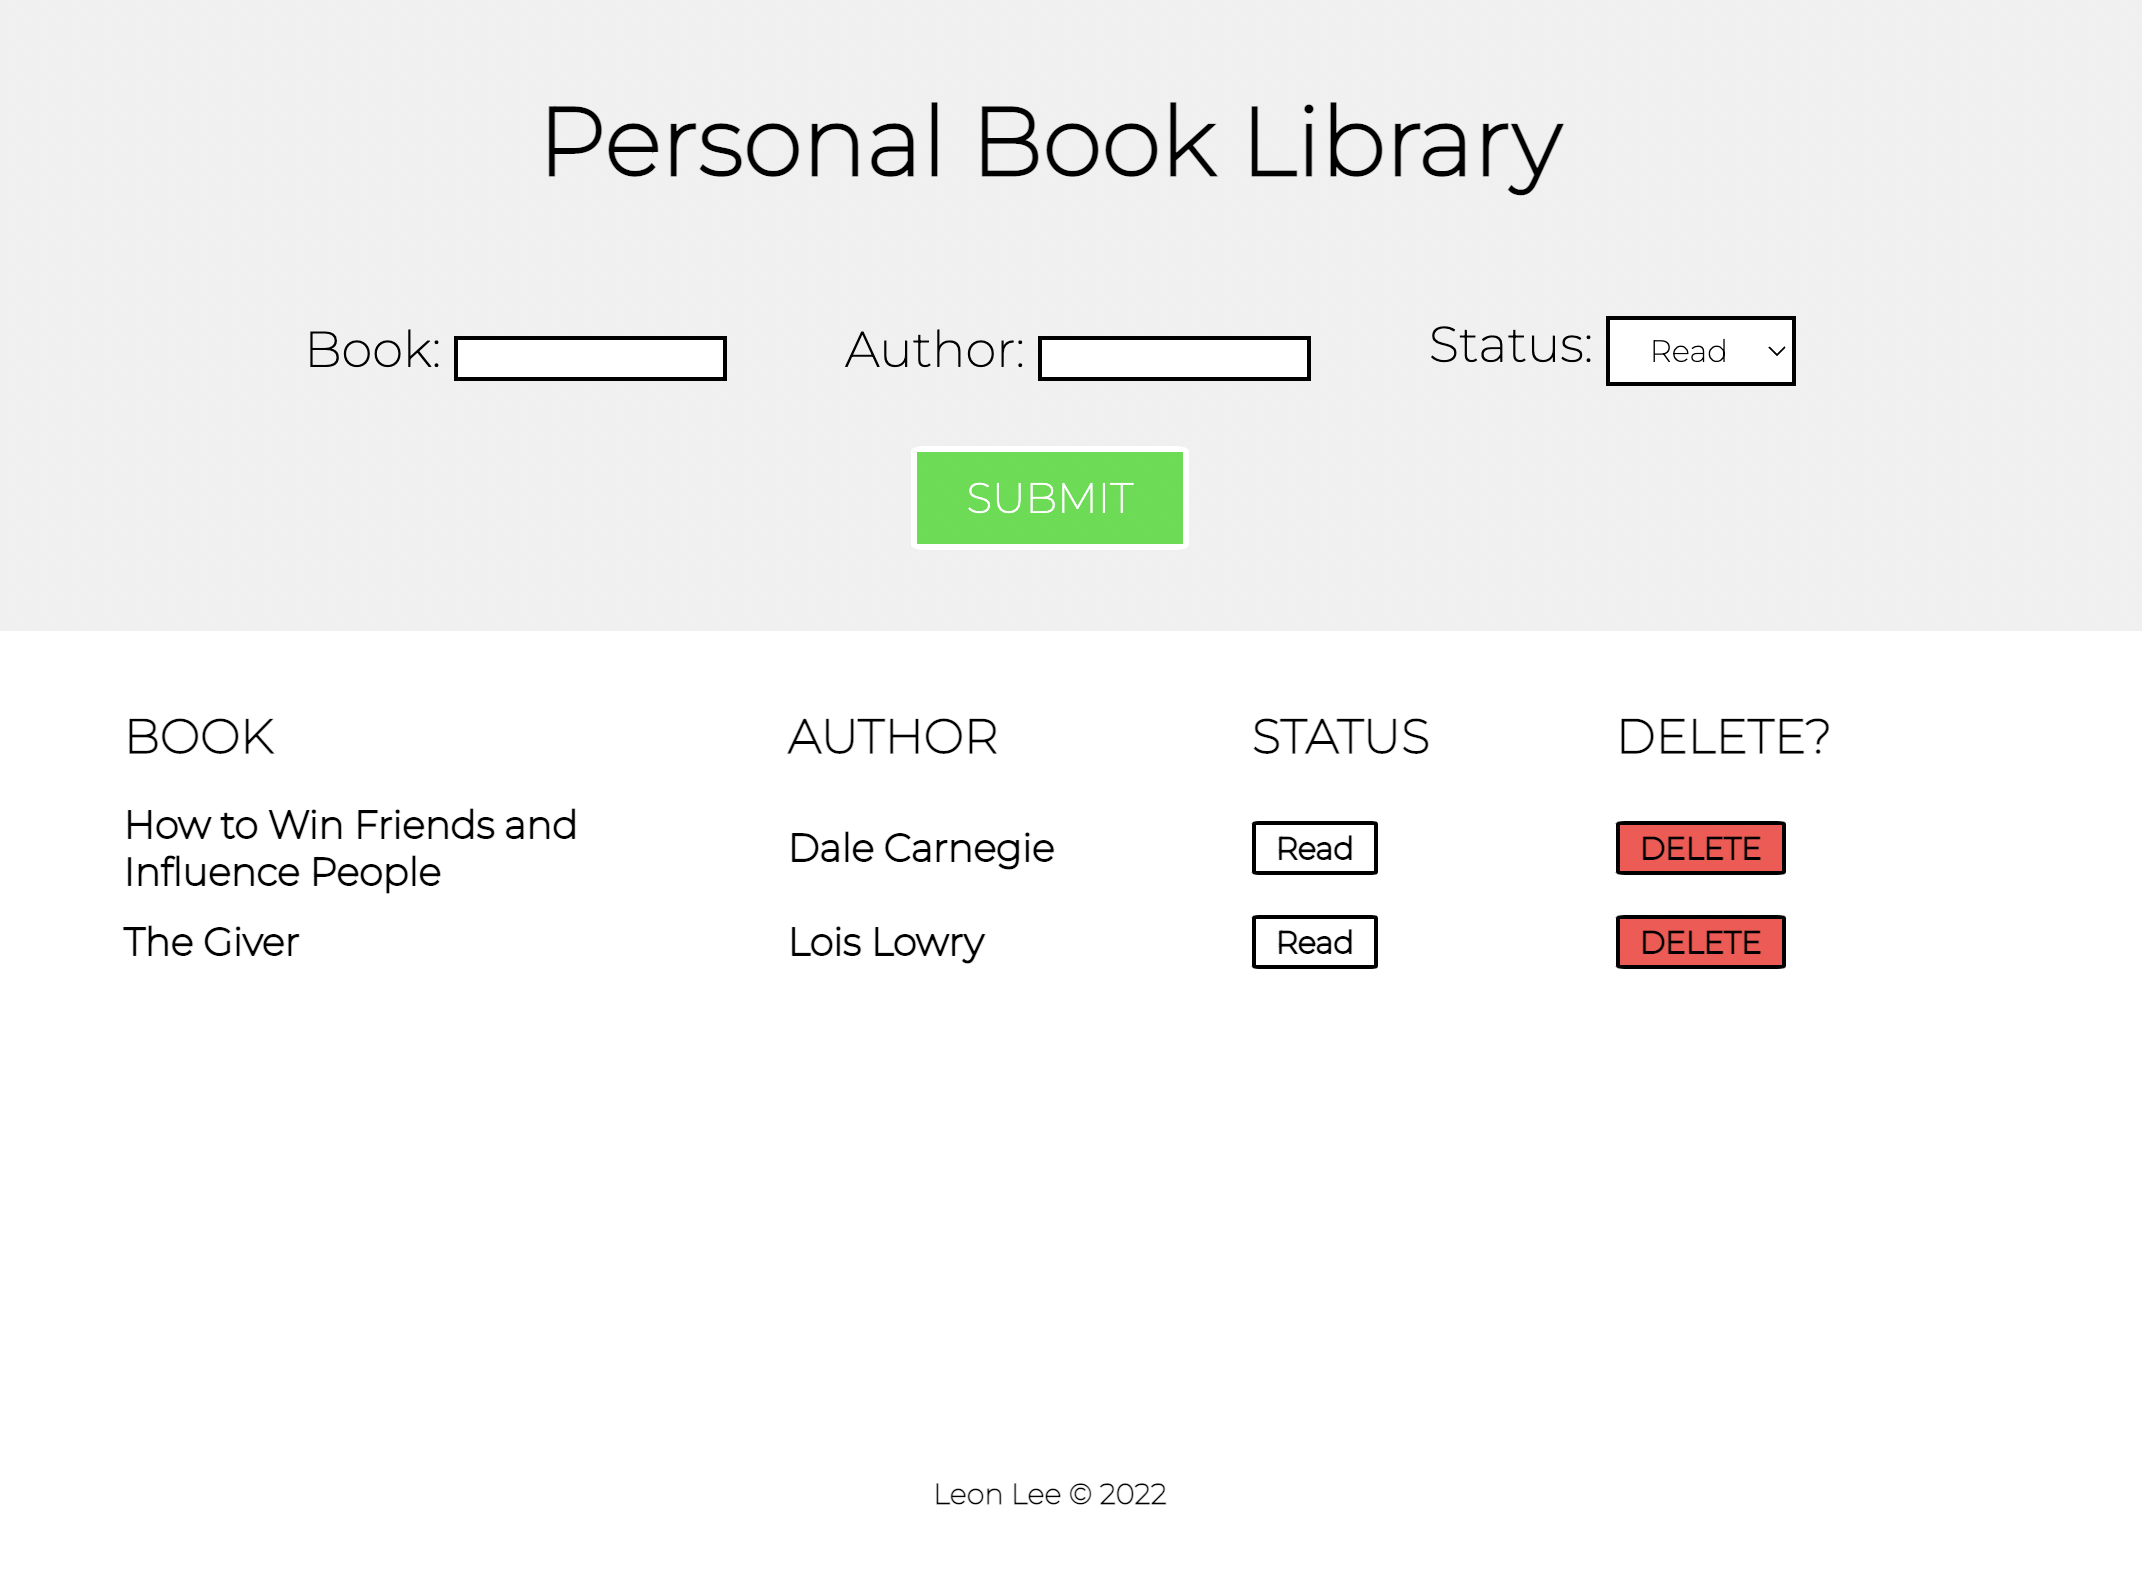 Personal Book Library
Book:
Author:
Status: Read
SUBMIT
BOOK AUTHOR STATUS DELETE?
How to Win Friends and
Influence People
Dale Carnegie Read DELETE
The Giver Lois Lowry Read DELETE
Leon Lee © 2022